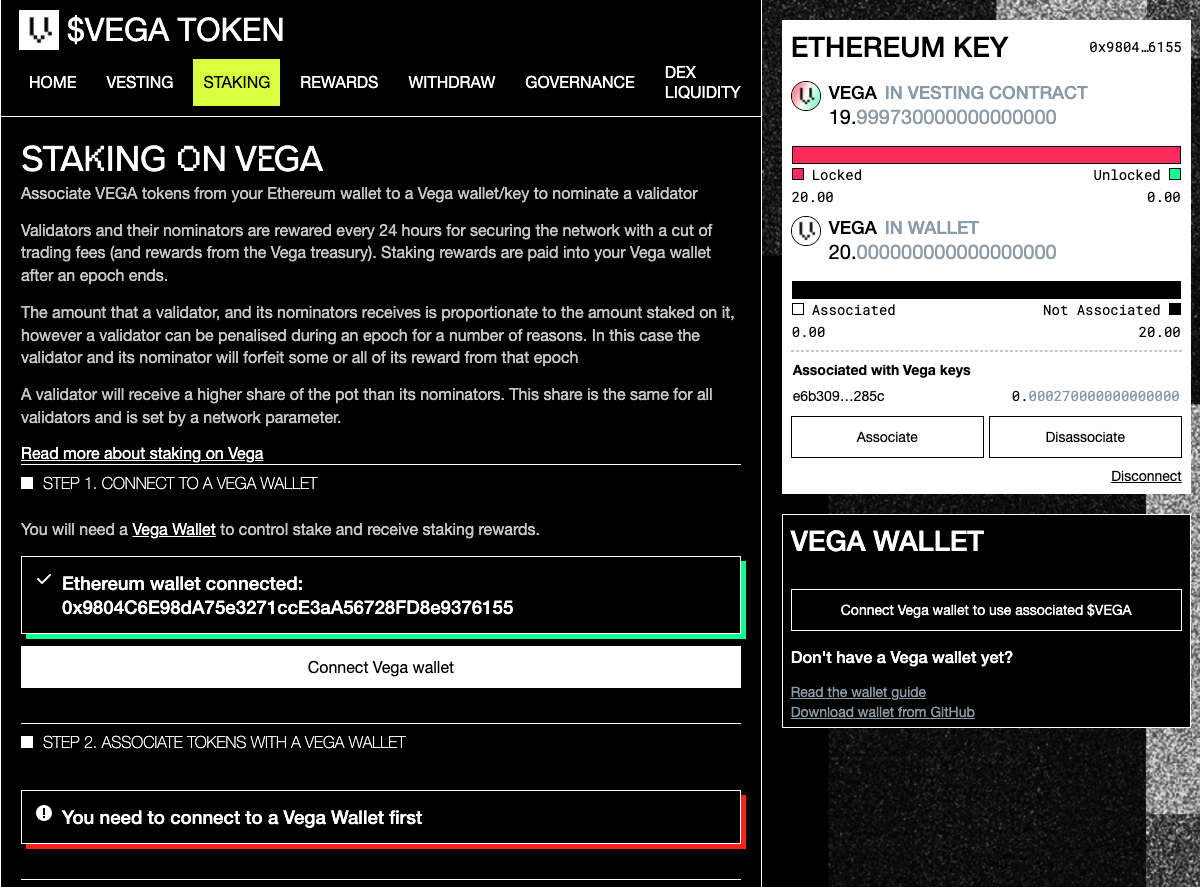 $VEGA TOKEN
HOME VESTING STAKING REWARDS WITHDRAW GOVERNANCE DEX LIQUIDITY
STAKING ON VEGA
Associate VEGA tokens from your Ethereum wallet to a Vega wallet/key to nominate a validator
Validators and their nominators are rewarded every 24 hours for securing the network with a cut of
trading fees (and rewards from the Vega treasury). Staking rewards are paid into your Vega wallet
after an epoch ends.
The amount that a validator, and its nominators receives is proportionate to the amount staked on it,
however a validator can be penalised during an epoch for a number of reasons. In this case the
validator and its nominator will forfeit some or all of its reward from that epoch
A validator will receive a higher share of the pot than its nominators. This share is the same for all
validators and is set by a network parameter.
Read more about staking on Vega
STEP 1. CONNECT TO A VEGA WALLET
You will need a Vega Wallet to control stake and receive staking rewards.
Ethereum wallet connected:
0x9804C6E98dA75e3271ccE3aA56728FD8e9376155
Connect Vega wallet
STEP 2. ASSOCIATE TOKENS WITH A VEGA WALLET
You need to connect to a Vega Wallet first
ETHEREUM KEY 0x9804…6155
VEGA IN VESTING CONTRACT
19.999730000000000000
Locked Unlocked
20.00 0.00
VEGA IN WALLET
20.000000000000000000
Associated Not Associated
0.00 20.00
Associated with Vega keys
e6b309…285c 0.000270000000000000
Associate Disassociate
Disconnect
VEGA WALLET
Connect Vega wallet to use associated $VEGA
Don't have a Vega wallet yet?
Read the wallet guide
Download wallet from GitHub